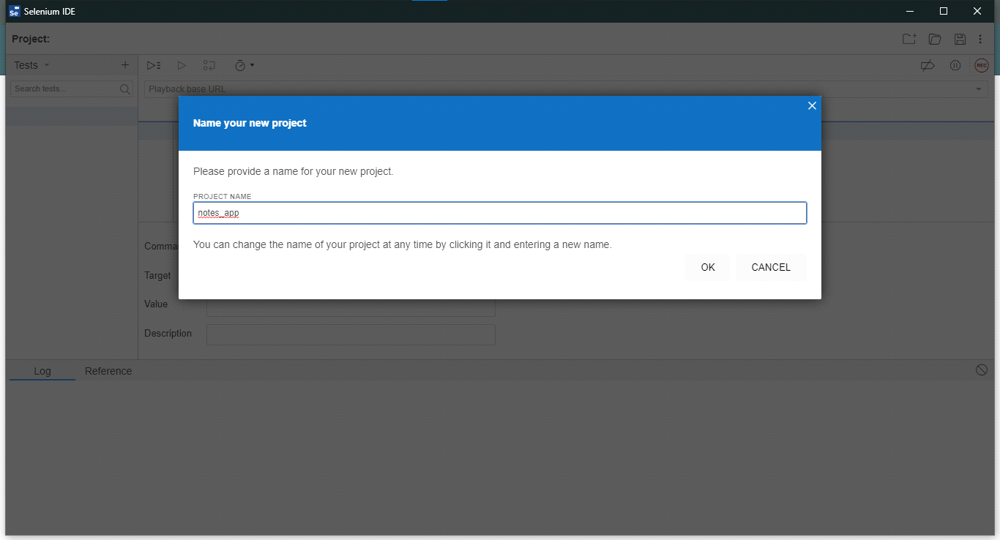 Se Selenium IDE
Project:
Tests
Search tests...
Playback base URL
REC
Name your new project
Please provide a name for your new project.
PROJECT NAME
notes_app
You can change the name of your project at any time by clicking it and entering a new name.
OK CANCEL
Comma
Target
Value
Description
Log Reference